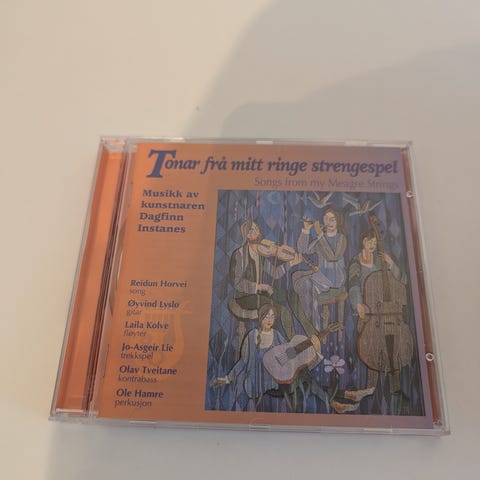 Tonar frå mitt ringe strengespel
Songs from my Meagre Strings
Musikk av
kunstnaren
Dagfinn
Instanes
Reidun Horvei
song
Øyvind Lyslo
gitar
Laila Kolve
fløyter
Jo-Asgeir Lie
trekkspel
Olav Tveitane
kontrabass
Ole Hamre
perkusjon